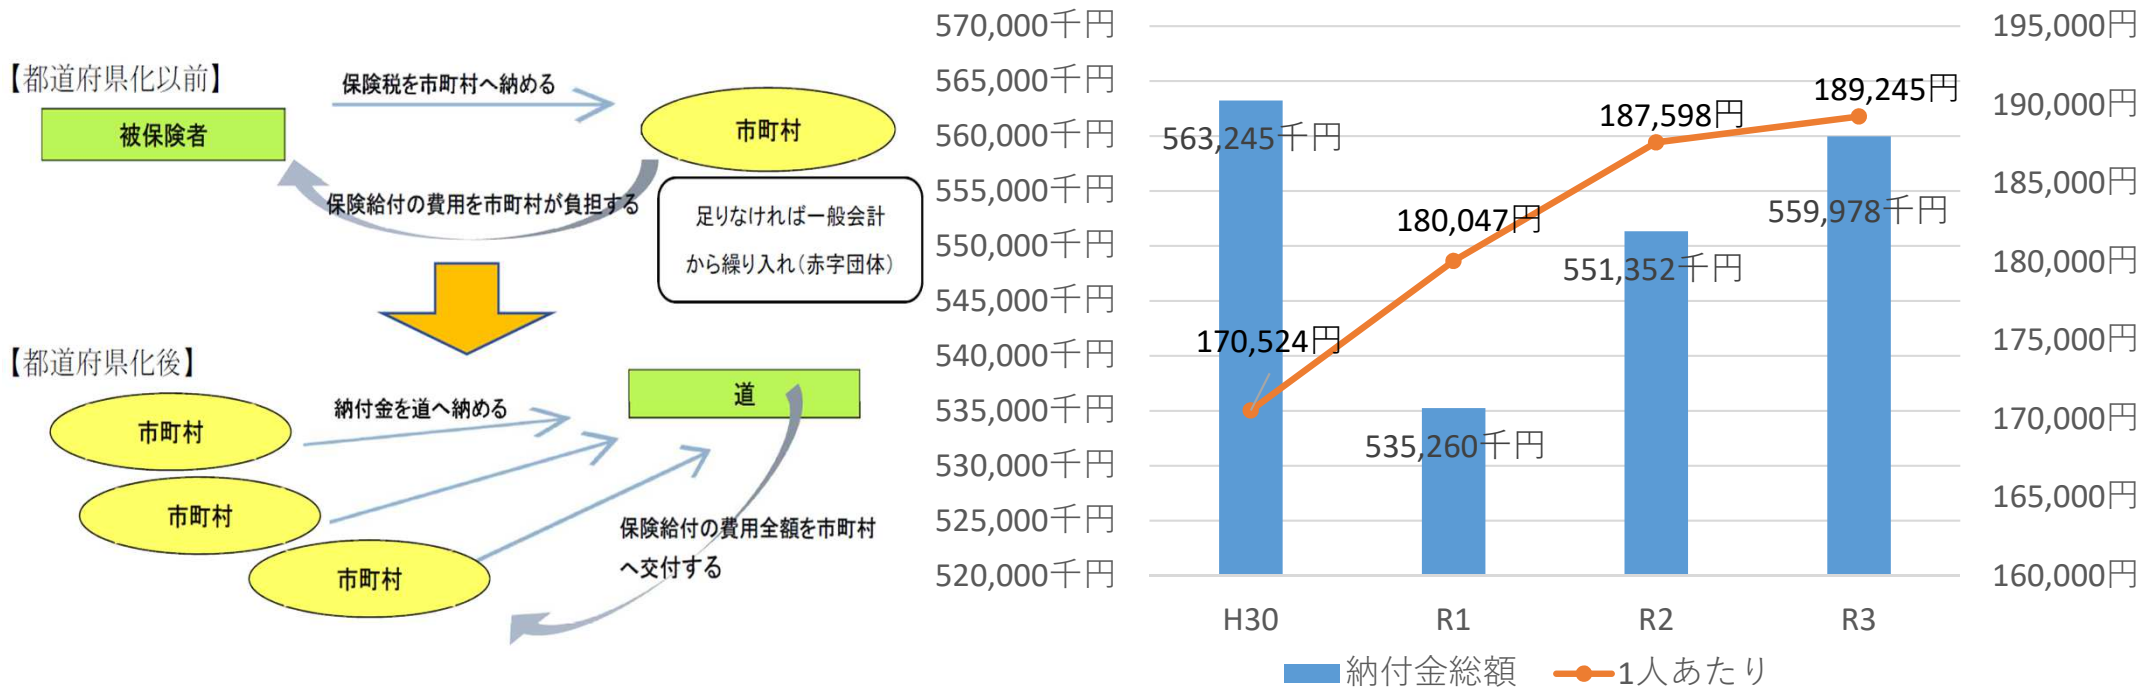 【都道府県化以前】
保険税を市町村へ納める
被保険者
市町村
保険給付の費用を市町村が負担する
足りなければ一般会計
から繰り入れ(赤字団体)
【都道府県化後】
市町村
市町村
市町村
納付金を道へ納める
道
保険給付の費用全額を市町村
へ交付する
570,000千円
565,000千円
560,000千円
555,000千円
550,000千円
545,000千円
540,000千円
535,000千円
530,000千円
525,000千円
520,000千円
563,245千円
535,260千円
551,352千円
559,978千円
170,524円
180,047円
187,598円
189,245円
195,000円
190,000円
185,000円
180,000円
175,000円
170,000円
165,000円
160,000円
H30
R1
R2
R3
納付金総額
1人あたり